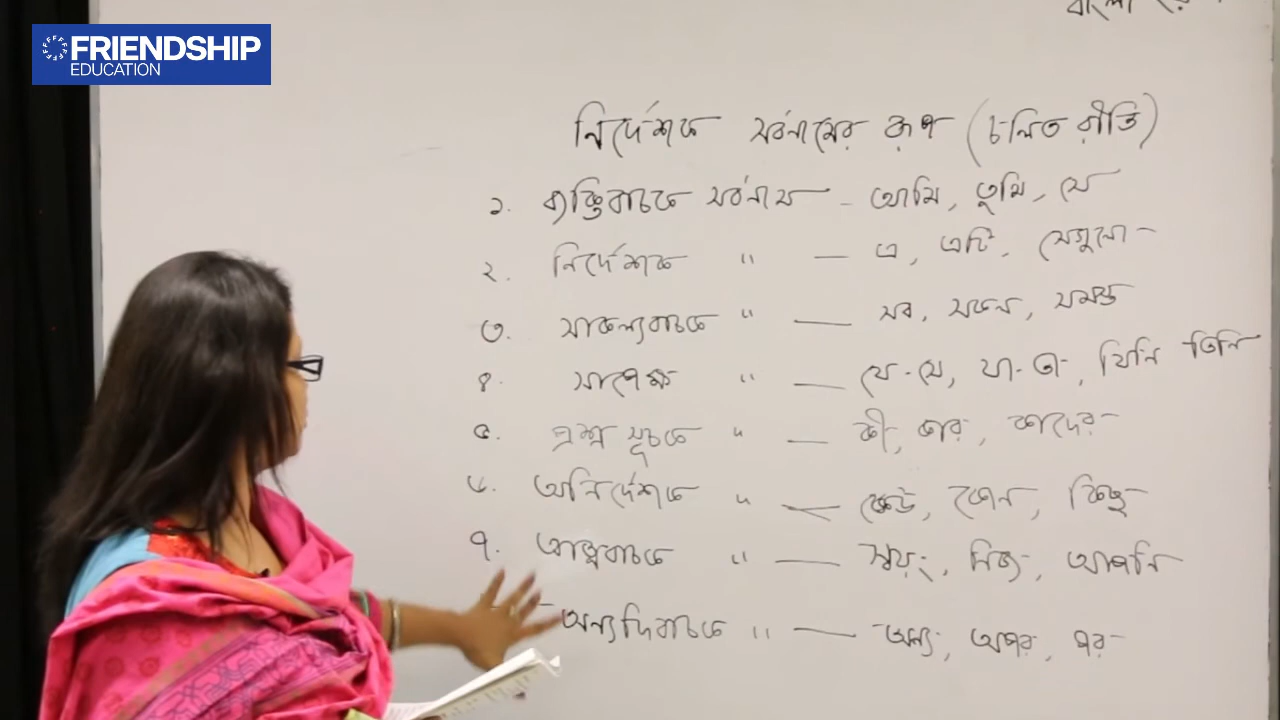 FRIENDSHIP
EDUCATION
বাংলা
নির্দেশক সর্বনামের রূপ (চলিত রীতি)
১. ব্যক্তিবাচক সর্বনাম - আমি, তুমি, সে
২. নির্দেশক " — এ, এটি, সেগুলো
৩. সাকল্যবাচক " — সব, সকল, সমস্ত
৪. সাপেক্ষ " — যে-সে, যা-তা, যিনি তিনি
৫. প্রশ্ন সূচক " — কী, কার, কাদের
৬. অনির্দেশক " — কেউ, কোন, কিছু
৭. আত্মবাচক " — স্বয়ং, নিজ, আপনি
অন্যদিবাচক " — অন্য, অপর, পর